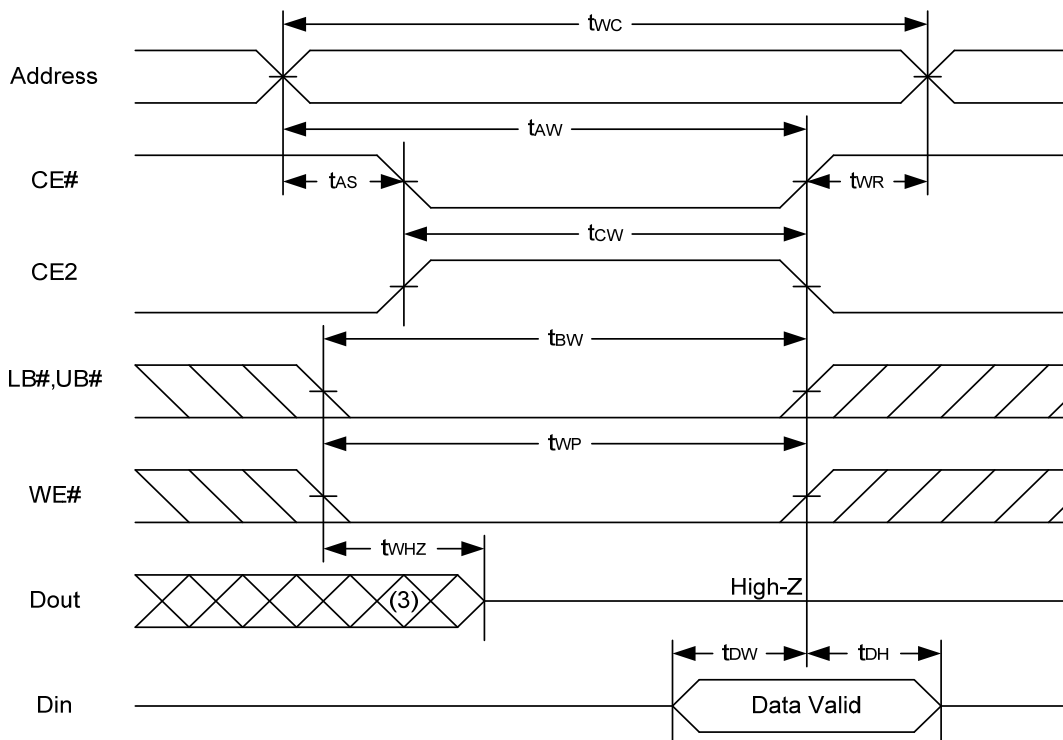 tWC
Address
tAW
CE#
tAS
tWR
tCW
CE2
tBW
LB#,UB#
tWP
WE#
tWHZ
Dout
(3)
High-Z
tDW
tDH
Din
Data Valid